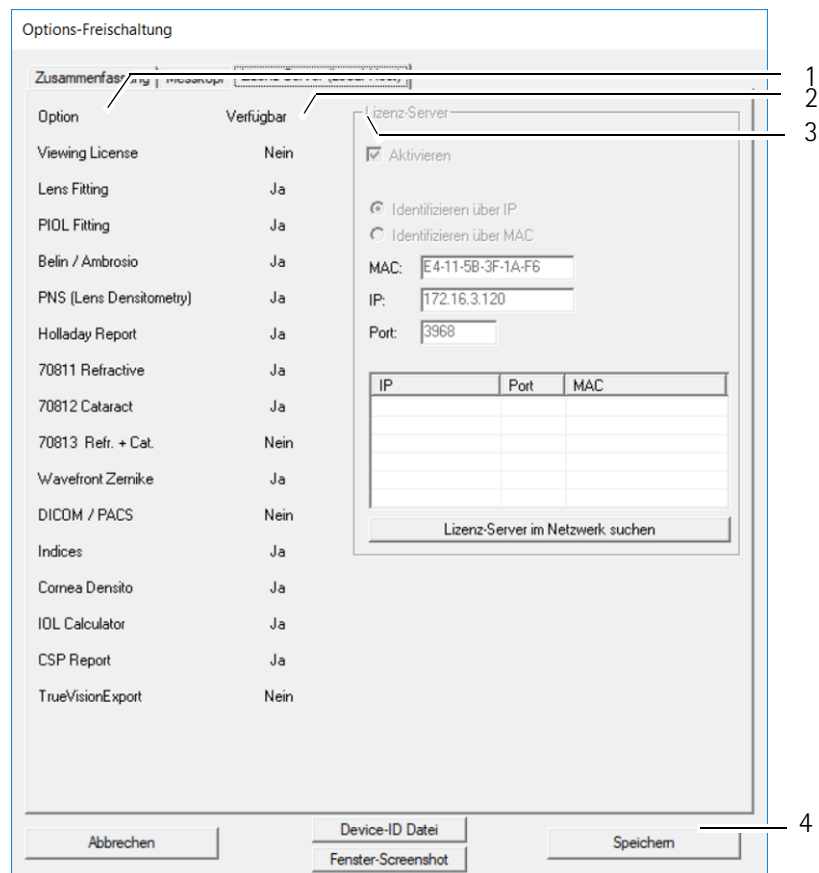 Options-Freischaltung
Zusammenfassung Messkopf Lizenz-Server (Local Host)
1
2
3
Option Verfügbar
Viewing License Nein
Lens Fitting Ja
PIOL Fitting Ja
Belin / Ambrosio Ja
PNS (Lens Densitometry) Ja
Holladay Report Ja
70811 Refractive Ja
70812 Cataract Ja
70813 Refr. + Cat. Nein
Wavefront Zernike Ja
DICOM / PACS Nein
Indices Ja
Cornea Densito Ja
IOL Calculator Ja
CSP Report Ja
TrueVisionExport Nein
Lizenz-Server
Aktivieren
Identifizieren über IP
Identifizieren über MAC
MAC: E4-11-5B-3F-1A-F6
IP: 172.16.3.120
Port: 3968
IP Port MAC
Lizenz-Server im Netzwerk suchen
4
Abbrechen
Device-ID Datei
Fenster-Screenshot
Speichern